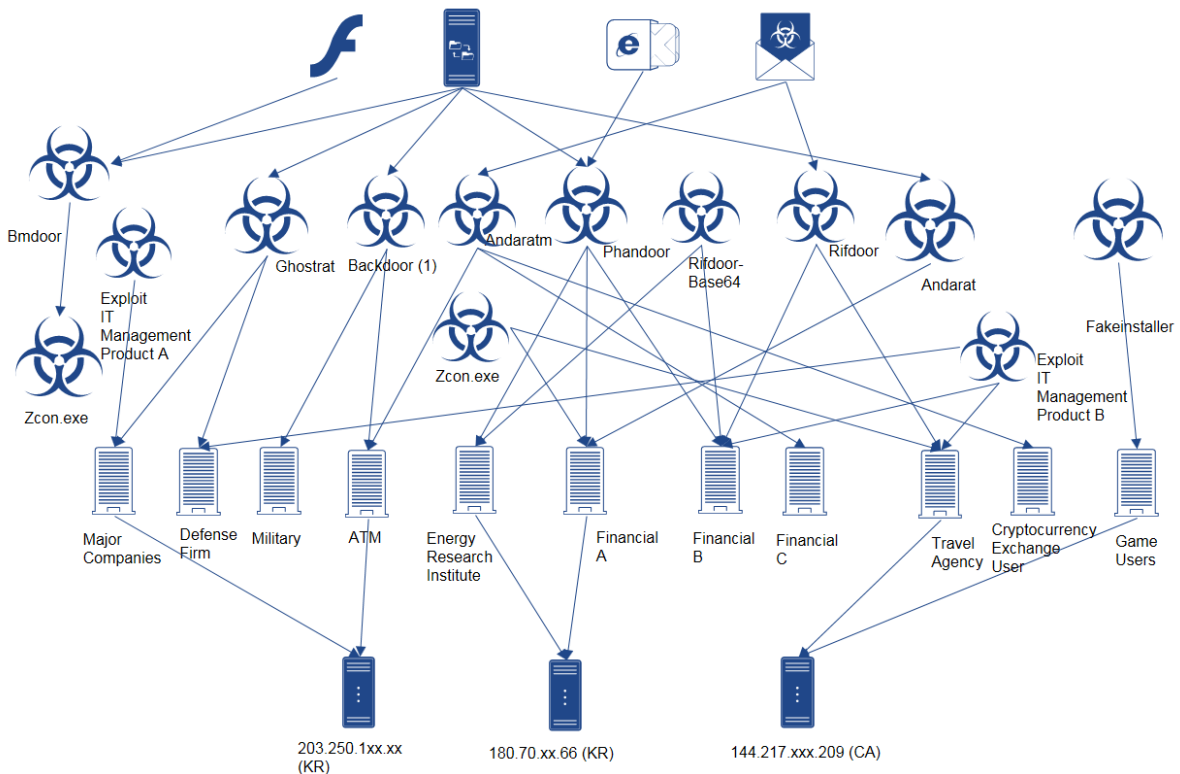 Bmdoor
Exploit
IT
Management
Product A
Ghostrat
Backdoor (1)
Andaratm
Phandoor
Rifdoor-
Base64
Rifdoor
Andarat
Fakeinstaller
Zcon.exe
Zcon.exe
Exploit
IT
Management
Product B
Major
Companies
Defense
Firm
Military
ATM
Energy
Research
Institute
Financial
A
Financial
B
Financial
C
Travel
Agency
Cryptocurrency
Exchange
User
Game
Users
203.250.1xx.xx
(KR)
180.70.xx.66 (KR)
144.217.xxx.209 (CA)